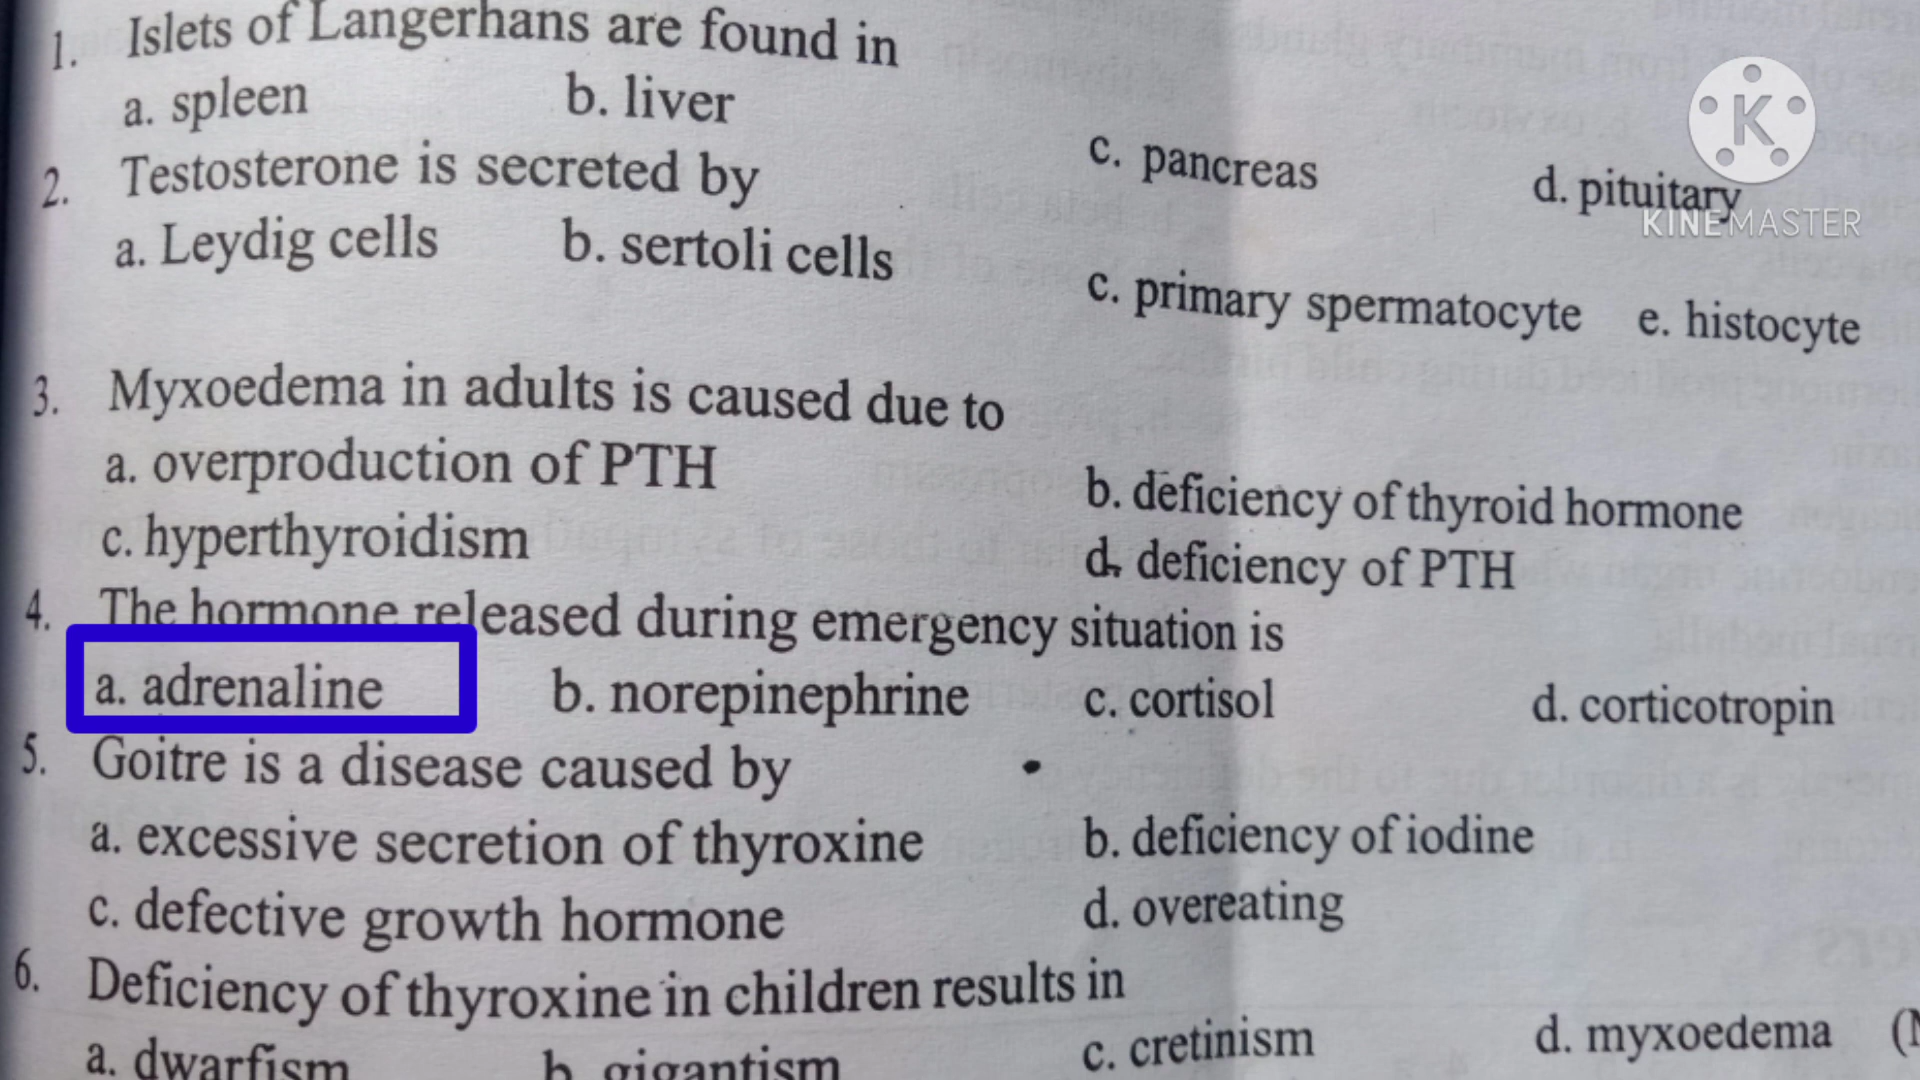 1. Islets of Langerhans are found in
a. spleen b. liver c. pancreas d. pituitary
2. Testosterone is secreted by
a. Leydig cells b. sertoli cells c. primary spermatocyte e. histocyte
3. Myxoedema in adults is caused due to
a. overproduction of PTH b. deficiency of thyroid hormone
c. hyperthyroidism d. deficiency of PTH
4. The hormone released during emergency situation is
a. adrenaline b. norepinephrine c. cortisol d. corticotropin
5. Goitre is a disease caused by
a. excessive secretion of thyroxine b. deficiency of iodine
c. defective growth hormone d. overeating
6. Deficiency of thyroxine in children results in
a. dwarfism b. gigantism c. cretinism d. myxoedema
K
KINEMASTER